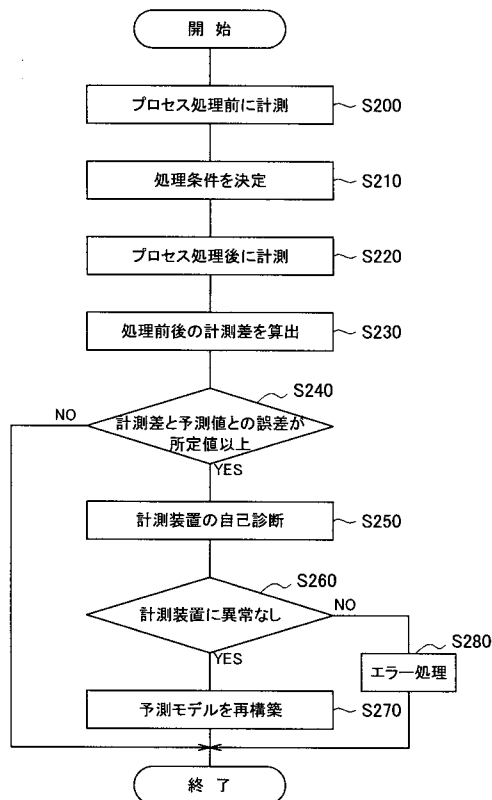 開 始
プロセス処理前に計測
S200
処理条件を決定
S210
プロセス処理後に計測
S220
処理前後の計測差を算出
S230
S240
NO
計測差と予測値との誤差が
所定値以上
YES
計測装置の自己診断
S250
S260
計測装置に異常なし
NO
YES
S280
エラー処理
予測モデルを再構築
S270
終 了